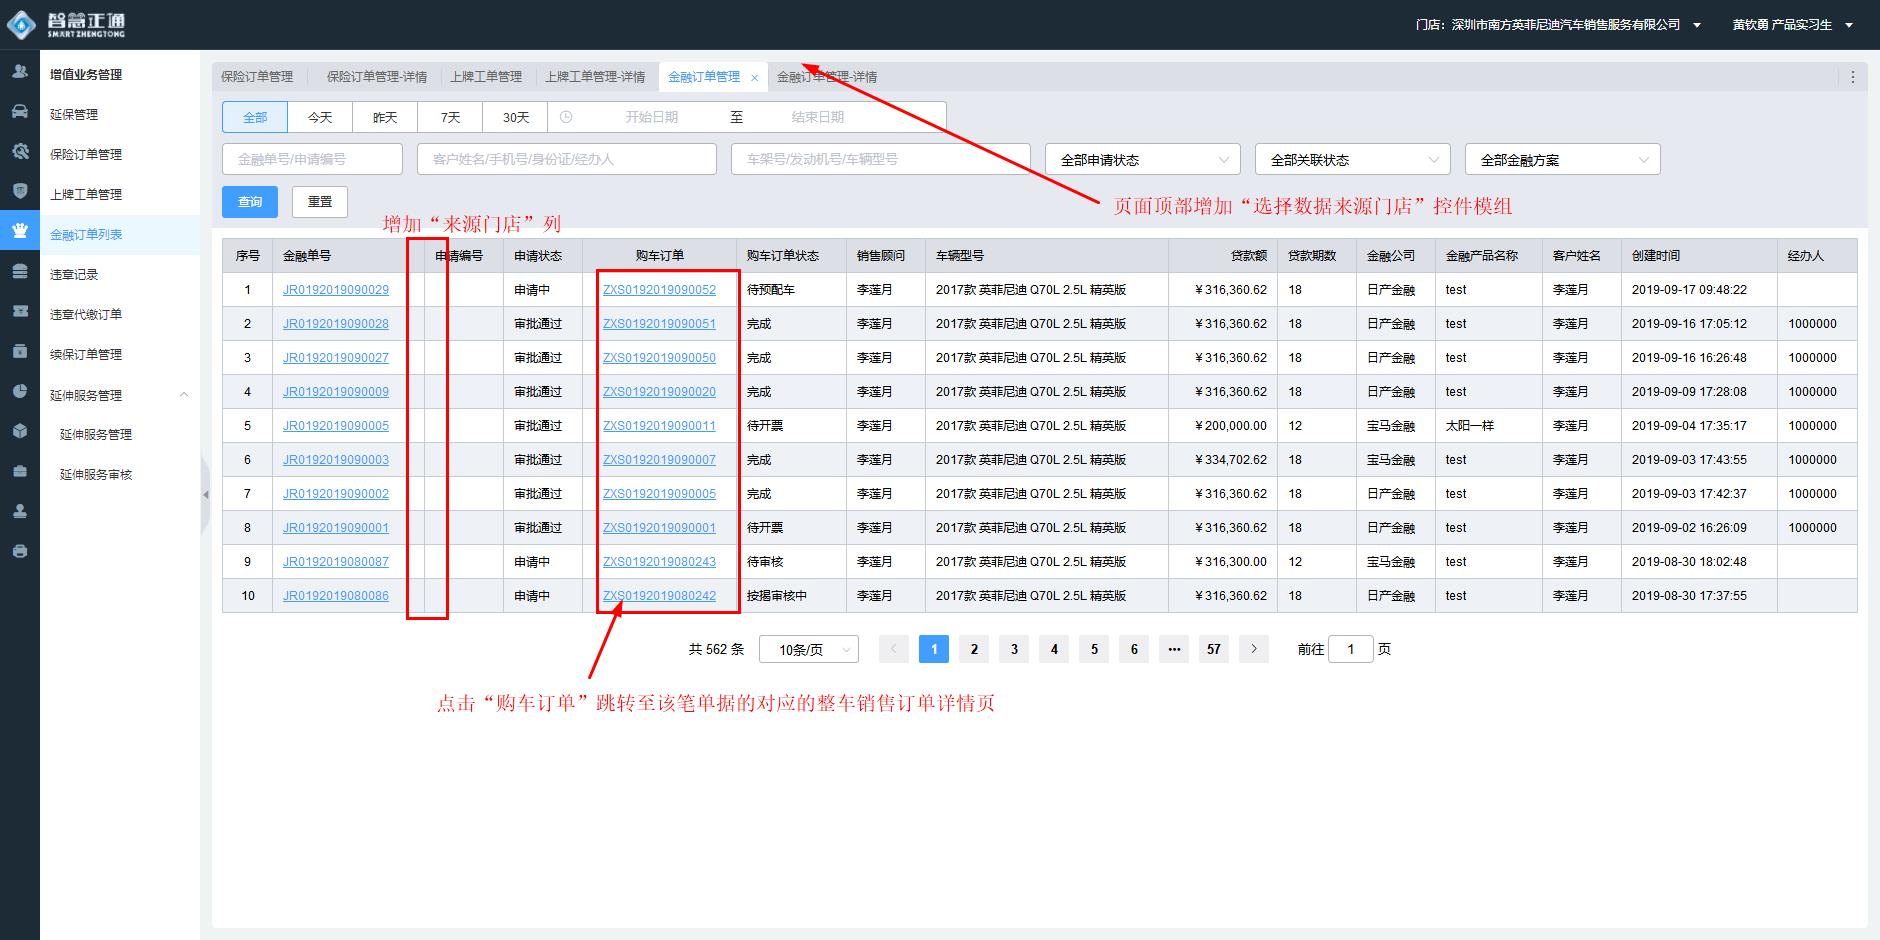 智慧正通
SMART ZHENGTONG
门店：深圳市南方英菲尼迪汽车销售服务有限公司
黄钦勇 产品实习生
增值业务管理
延保管理
保险订单管理
上牌工单管理
金融订单列表
违章记录
违章代缴订单
续保订单管理
延伸服务管理
延伸服务管理
延伸服务审核
保险订单管理 保险订单管理-详情 上牌工单管理 上牌工单管理-详情 金融订单管理 × 金融订单管理-详情
全部 今天 昨天 7天 30天 开始日期 至 结束日期
金融单号/申请编号 客户姓名/手机号/身份证/经办人 车架号/发动机号/车辆型号 全部申请状态 全部关联状态 全部金融方案
查询 重置
页面顶部增加“选择数据来源门店”控件模组
增加“来源门店”列
序号 金融单号 申请编号 申请状态 购车订单 购车订单状态 销售顾问 车辆型号 贷款额 贷款期数 金融公司 金融产品名称 客户姓名 创建时间 经办人
1 JR0192019090029 申请中 ZXS0192019090052 待预配车 李莲月 2017款 英菲尼迪 Q70L 2.5L 精英版 ￥316,360.62 18 日产金融 test 李莲月 2019-09-17 09:48:22
2 JR0192019090028 审批通过 ZXS0192019090051 完成 李莲月 2017款 英菲尼迪 Q70L 2.5L 精英版 ￥316,360.62 18 日产金融 test 李莲月 2019-09-16 17:05:12 1000000
3 JR0192019090027 审批通过 ZXS0192019090050 完成 李莲月 2017款 英菲尼迪 Q70L 2.5L 精英版 ￥316,360.62 18 日产金融 test 李莲月 2019-09-16 16:26:48 1000000
4 JR0192019090009 审批通过 ZXS0192019090020 完成 李莲月 2017款 英菲尼迪 Q70L 2.5L 精英版 ￥316,360.62 18 日产金融 test 李莲月 2019-09-09 17:28:08 1000000
5 JR0192019090005 审批通过 ZXS0192019090011 待开票 李莲月 2017款 英菲尼迪 Q70L 2.5L 精英版 ￥200,000.00 12 宝马金融 太阳一样 李莲月 2019-09-04 17:35:17 1000000
6 JR0192019090003 审批通过 ZXS0192019090007 完成 李莲月 2017款 英菲尼迪 Q70L 2.5L 精英版 ￥334,702.62 18 宝马金融 test 李莲月 2019-09-03 17:43:55 1000000
7 JR0192019090002 审批通过 ZXS0192019090005 完成 李莲月 2017款 英菲尼迪 Q70L 2.5L 精英版 ￥316,360.62 18 日产金融 test 李莲月 2019-09-03 17:42:37 1000000
8 JR0192019090001 审批通过 ZXS0192019090001 待开票 李莲月 2017款 英菲尼迪 Q70L 2.5L 精英版 ￥316,360.62 18 日产金融 test 李莲月 2019-09-02 16:26:09 1000000
9 JR0192019080087 申请中 ZXS0192019080243 待审核 李莲月 2017款 英菲尼迪 Q70L 2.5L 精英版 ￥316,300.00 12 宝马金融 test 李莲月 2019-08-30 18:02:48
10 JR0192019080086 申请中 ZXS0192019080242 按揭审核中 李莲月 2017款 英菲尼迪 Q70L 2.5L 精英版 ￥316,360.62 18 日产金融 test 李莲月 2019-08-30 17:37:55
共 562 条 10条/页 1 2 3 4 5 6 ••• 57 前往 1 页
点击“购车订单”跳转至该笔单据的对应的整车销售订单详情页